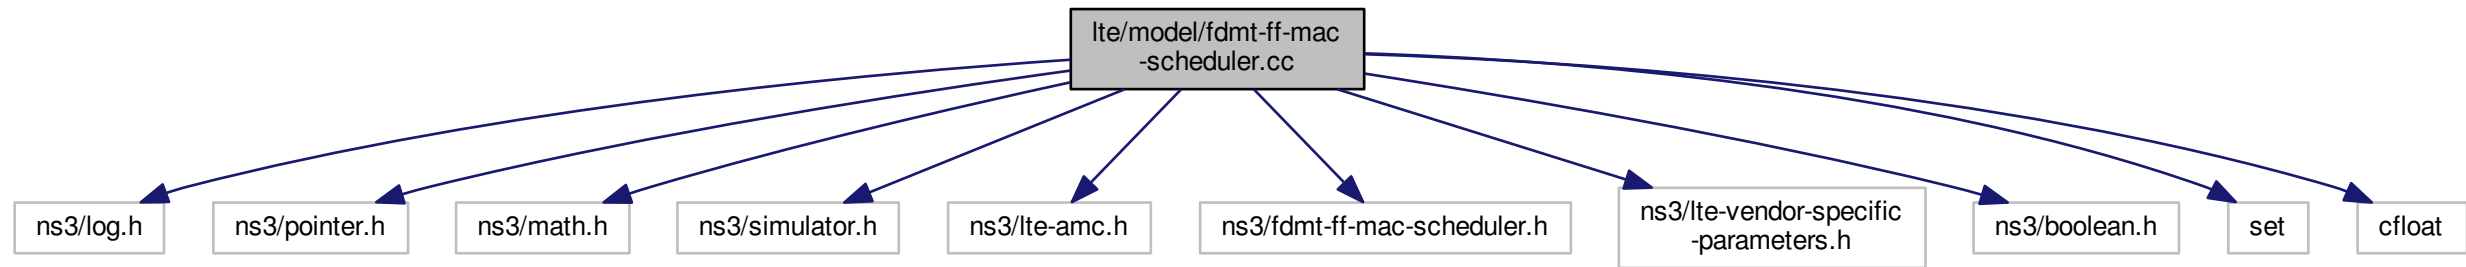 lte/model/fdmt-ff-mac
-scheduler.cc
ns3/log.h
ns3/pointer.h
ns3/math.h
ns3/simulator.h
ns3/lte-amc.h
ns3/fdmt-ff-mac-scheduler.h
ns3/lte-vendor-specific
-parameters.h
ns3/boolean.h
set
cfloat